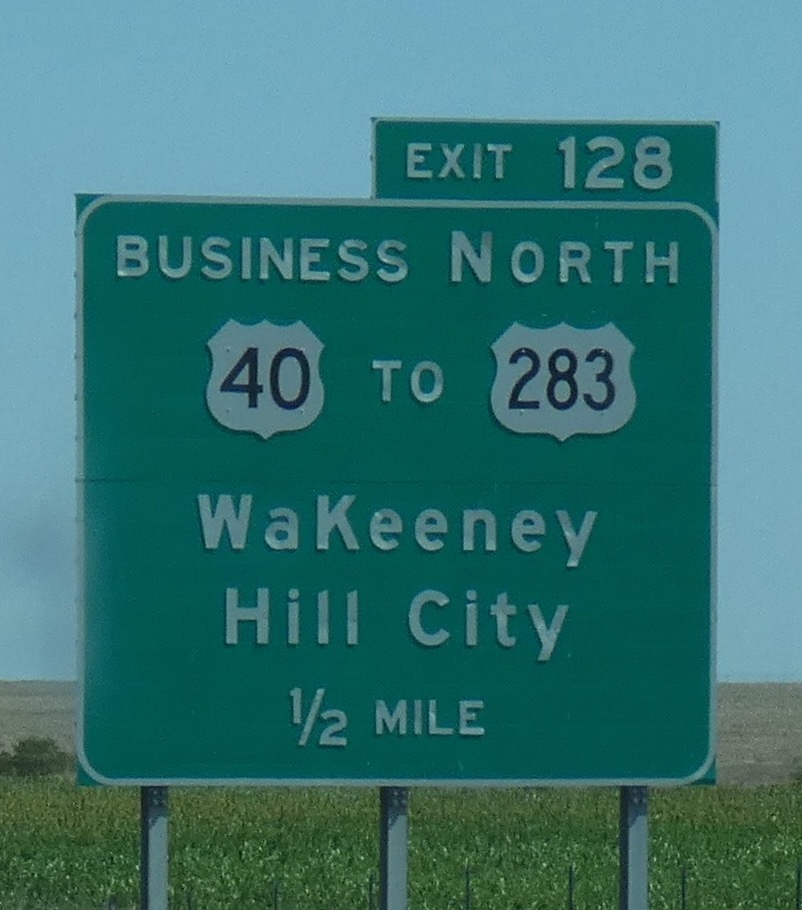 EXIT 128
BUSINESS NORTH
40 TO 283
WaKeeney
Hill City
1/2 MILE